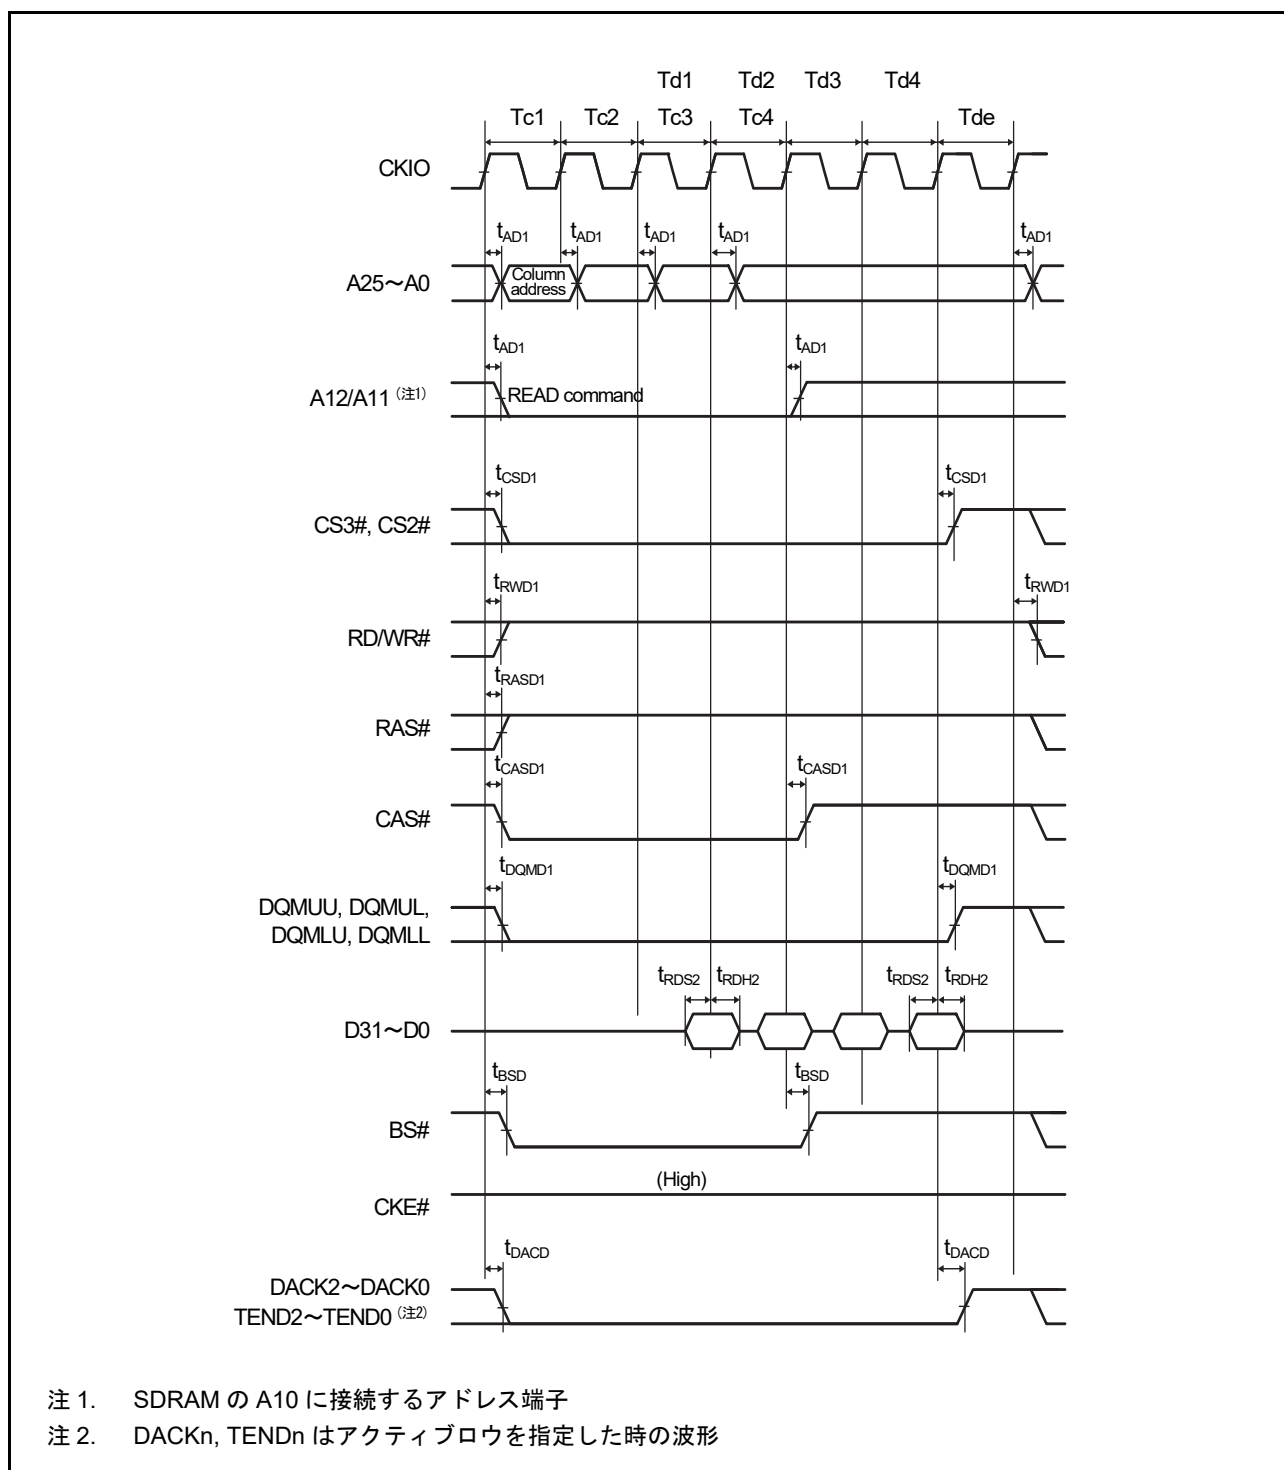 Td1 Td2 Td3 Td4
Tc1 Tc2 Tc3 Tc4 Tde
CKIO
tAD1 tAD1 tAD1 tAD1 tAD1
A25～A0
Column
address
tAD1 tAD1
A12/A11 (注1)
READ command
tCSD1 tCSD1
CS3#, CS2#
tRWD1 tRWD1
RD/WR#
tRASD1
RAS#
tCASD1 tCASD1
CAS#
tDQMD1 tDQMD1
DQMUU, DQMUL,
DQMLU, DQMLL
tRDS2 tRDH2 tRDS2 tRDH2
D31～D0
tBSD tBSD
BS#
(High)
CKE#
tDACD tDACD
DACK2～DACK0
TEND2～TEND0 (注2)
注 1. SDRAM の A10 に接続するアドレス端子
注 2. DACKn, TENDn はアクティブロウを指定した時の波形